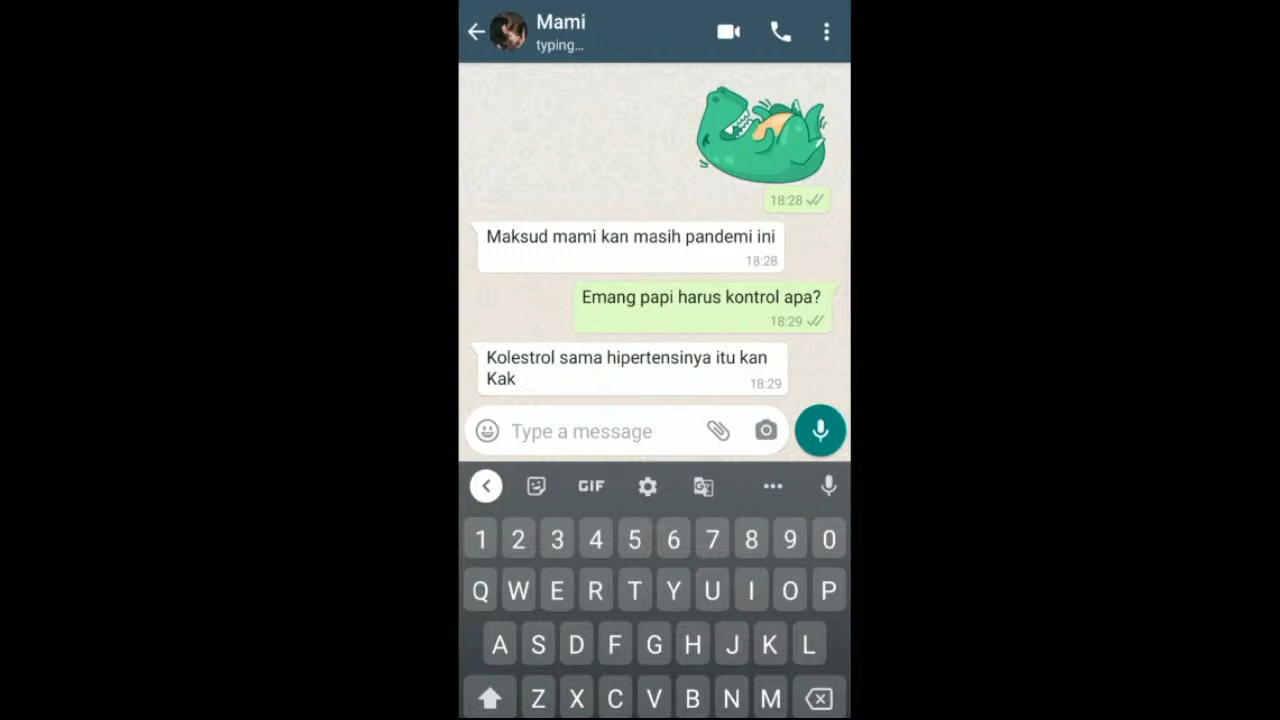 Mami
typing...
18:28
Maksud mami kan masih pandemi ini
18:28
Emang papi harus kontrol apa?
18:29
Kolestrol sama hipertensinya itu kan
Kak
18:29
Type a message
GIF
1 2 3 4 5 6 7 8 9 0
Q W E R T Y U I O P
A S D F G H J K L
Z X C V B N M